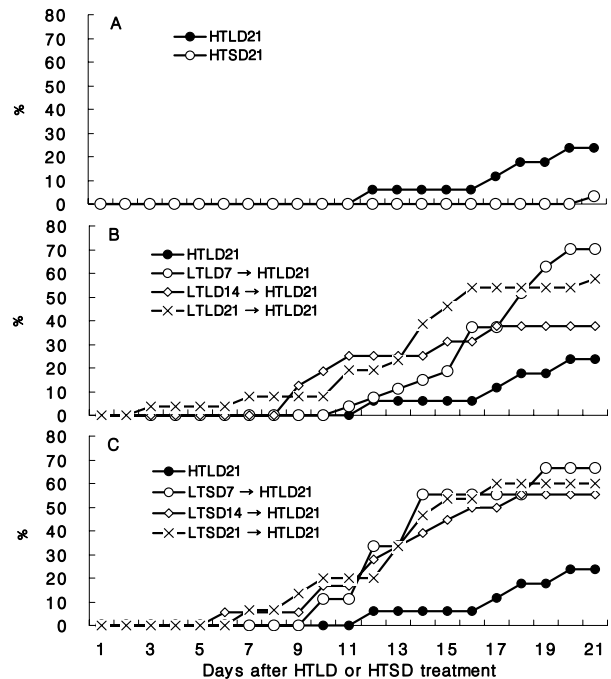 A
HTLD21
HTSD21
80
70
60
50
40
30
20
10
0
%
B
HTLD21
LTLD7 → HTLD21
LTLD14 → HTLD21
LTLD21 → HTLD21
80
70
60
50
40
30
20
10
0
%
C
HTLD21
LTSD7 → HTLD21
LTSD14 → HTLD21
LTSD21 → HTLD21
80
70
60
50
40
30
20
10
0
%
1 3 5 7 9 11 13 15 17 19 21
Days after HTLD or HTSD treatment